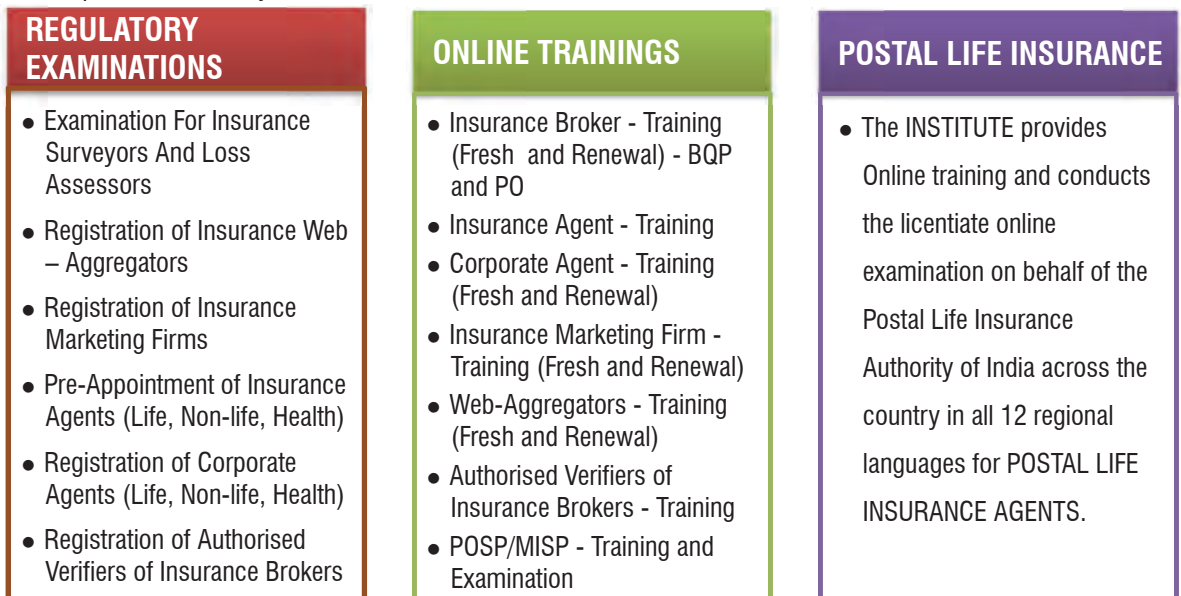 REGULATORY
EXAMINATIONS
● Examination For Insurance
Surveyors And Loss
Assessors
● Registration of Insurance Web
– Aggregators
● Registration of Insurance
Marketing Firms
● Pre-Appointment of Insurance
Agents (Life, Non-life, Health)
● Registration of Corporate
Agents (Life, Non-life, Health)
● Registration of Authorised
Verifiers of Insurance Brokers
ONLINE TRAININGS
● Insurance Broker - Training
(Fresh and Renewal) - BQP
and PO
● Insurance Agent - Training
● Corporate Agent - Training
(Fresh and Renewal)
● Insurance Marketing Firm -
Training (Fresh and Renewal)
● Web-Aggregators - Training
(Fresh and Renewal)
● Authorised Verifiers of
Insurance Brokers - Training
● POSP/MISP - Training and
Examination
POSTAL LIFE INSURANCE
● The INSTITUTE provides
Online training and conducts
the licentiate online
examination on behalf of the
Postal Life Insurance
Authority of India across the
country in all 12 regional
languages for POSTAL LIFE
INSURANCE AGENTS.